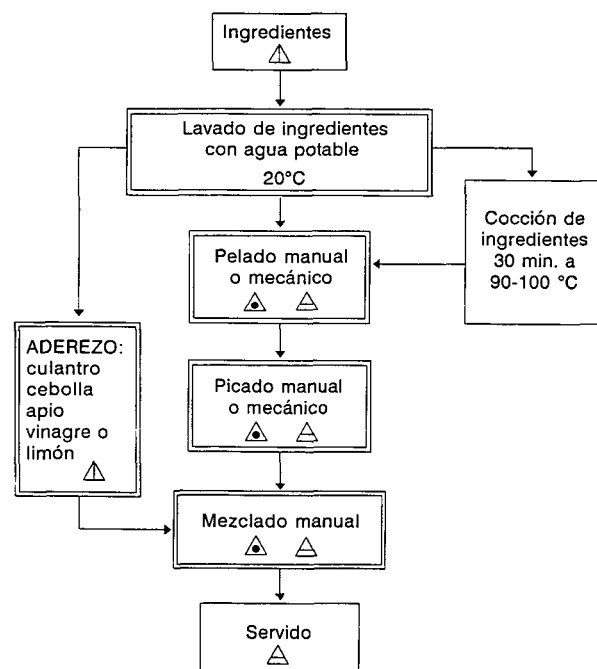 Ingredientes
Lavado de ingredientes
con agua potable
20°C
Pelado manual
o mecánico
Cocción de
ingredientes
30 min. a
90-100 °C
ADEREZO:
culantro
cebolla
apio
vinagre o
limón
Picado manual
o mecánico
Mezclado manual
Servido